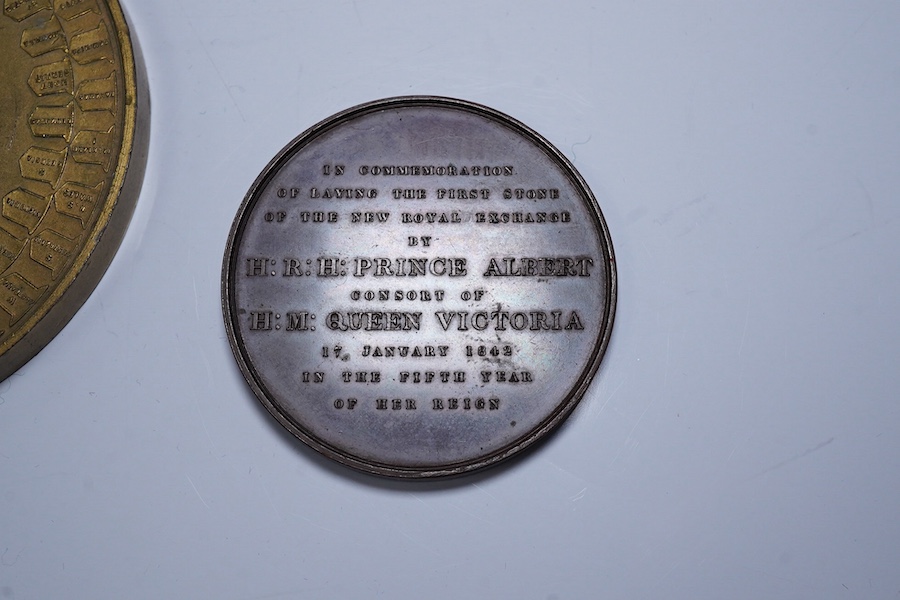 IN COMMEMORATION
OF LAYING THE FIRST STONE
OF THE NEW ROYAL EXCHANGE
BY
H: R: H: PRINCE ALBERT
CONSORT OF
H: M: QUEEN VICTORIA
17, JANUARY 1842
IN THE FIFTH YEAR
OF HER REIGN